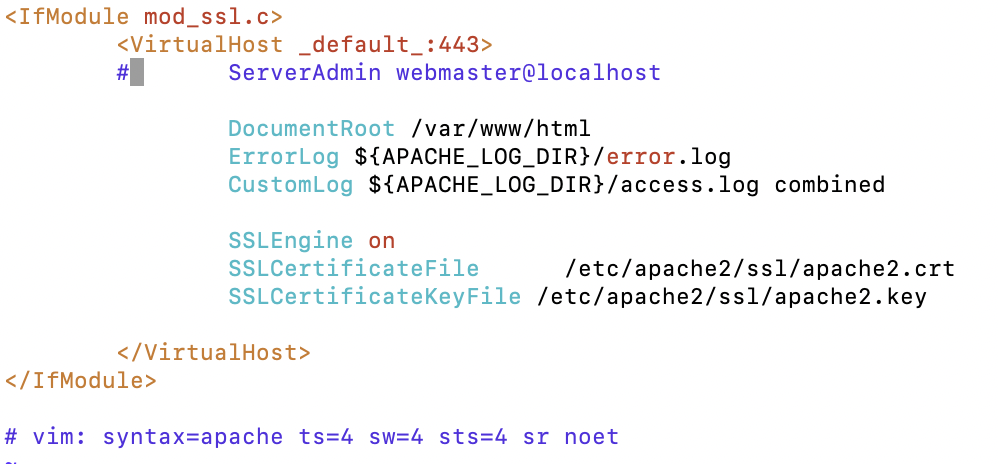 <IfModule mod_ssl.c>
<VirtualHost _default_:443>
# ServerAdmin webmaster@localhost
DocumentRoot /var/www/html
ErrorLog ${APACHE_LOG_DIR}/error.log
CustomLog ${APACHE_LOG_DIR}/access.log combined
SSLEngine on
SSLCertificateFile /etc/apache2/ssl/apache2.crt
SSLCertificateKeyFile /etc/apache2/ssl/apache2.key
</VirtualHost>
</IfModule>
# vim: syntax=apache ts=4 sw=4 sts=4 sr noet
~